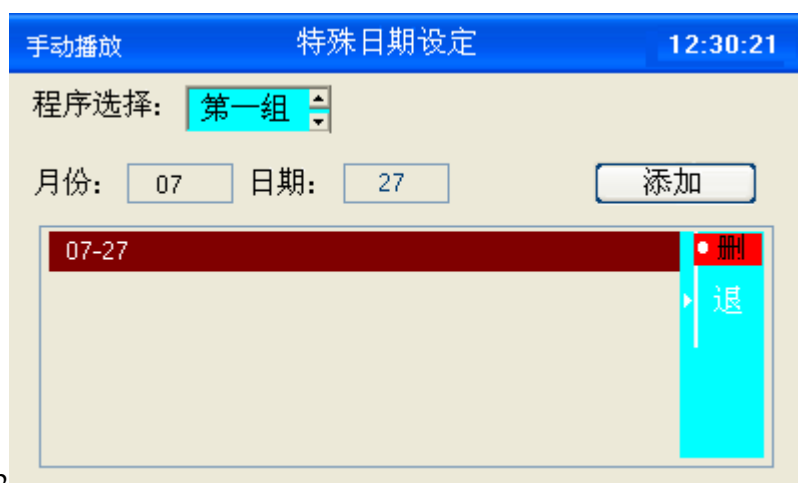 手动播放 特殊日期设定 12:30:21
程序选择: 第一组
月份: 07 日期: 27 添加
07-27 删
退